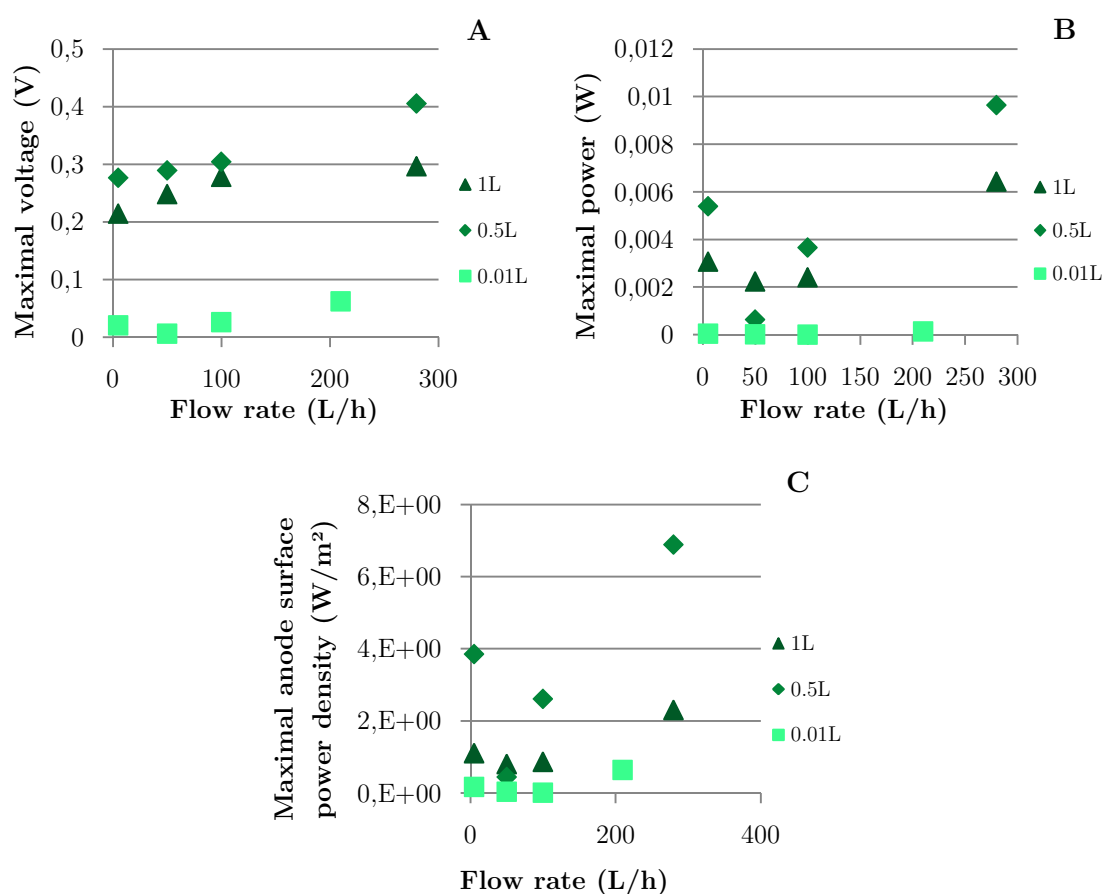 A
0,5
0,4
0,3
0,2
0,1
0
Maximal voltage (V)
0 100 200 300
Flow rate (L/h)
1L
0.5L
0.01L
B
0,012
0,01
0,008
0,006
0,004
0,002
0
Maximal power (W)
0 50 100 150 200 250 300
Flow rate (L/h)
1L
0.5L
0.01L
C
8,E+00
6,E+00
4,E+00
2,E+00
0,E+00
Maximal anode surface
power density (W/m²)
0 200 400
Flow rate (L/h)
1L
0.5L
0.01L